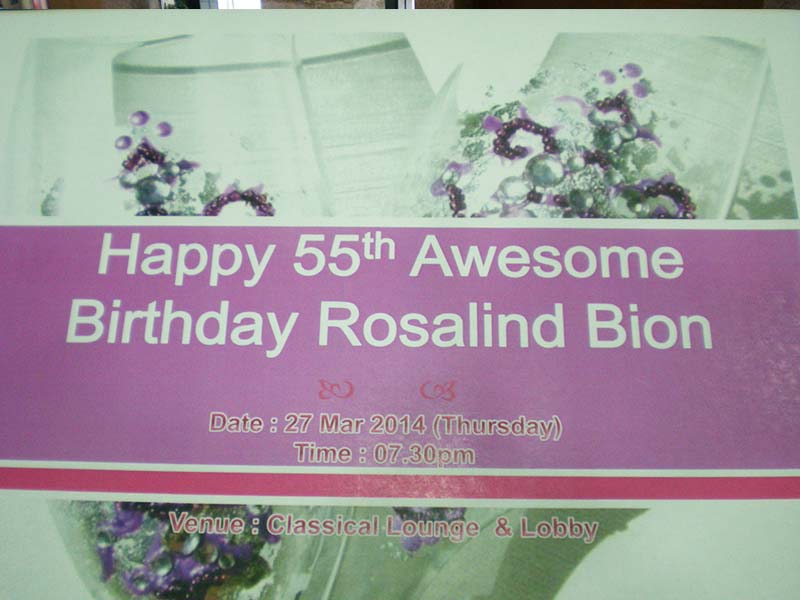 Happy 55th Awesome
Birthday Rosalind Bion
Date : 27 Mar 2014 (Thursday)
Time : 07.30pm
Venue : Classical Lounge & Lobby